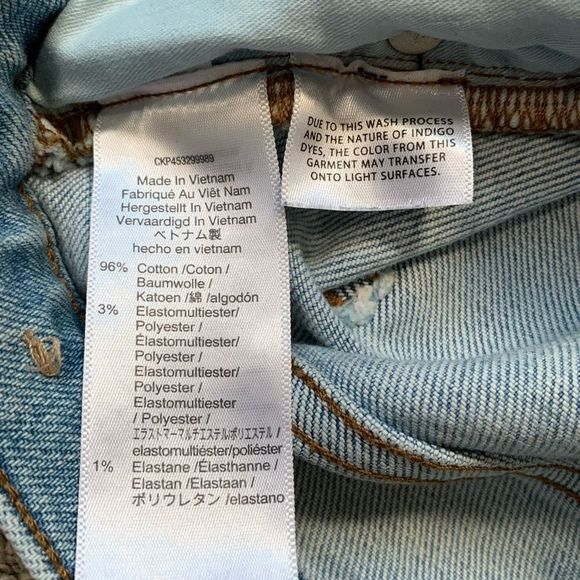 CKP453299989
Made In Vietnam
Fabriqué Au Viêt Nam
Hergestellt In Vietnam
Vervaardigd In Vietnam
ベトナム製
hecho en vietnam
96% Cotton /Coton /
Baumwolle /
Katoen /綿 /algodón
3% Elastomultiester/
Polyester /
Élastomultiester/
Polyester /
Elastomultiester/
Polyester /
Elastomultiester
/ Polyester /
エラストマーマルチエステル/ポリエステル /
elastomultiéster/poliéster
1% Elastane /Élasthanne /
Elastan /Elastaan /
ポリウレタン /elastano
DUE TO THIS WASH PROCESS
AND THE NATURE OF INDIGO
DYES, THE COLOR FROM THIS
GARMENT MAY TRANSFER
ONTO LIGHT SURFACES.